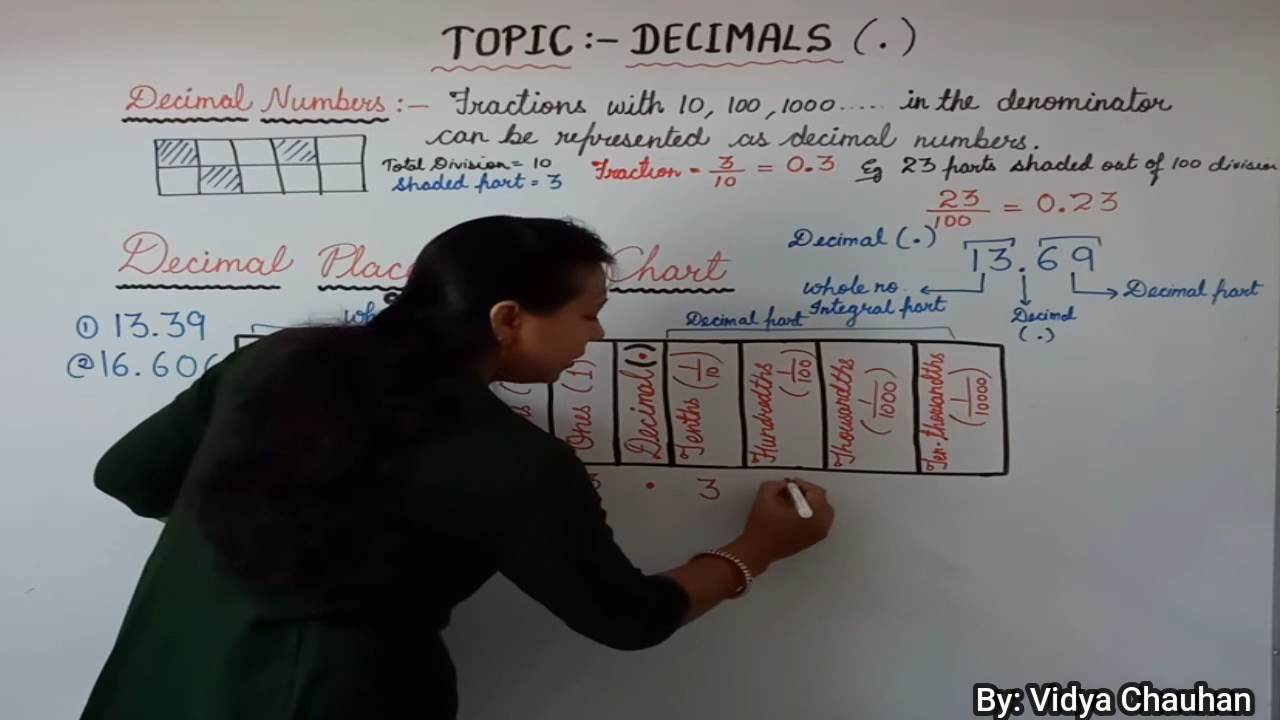 TOPIC :- DECIMALS (.)
Decimal Numbers :- Fractions with 10, 100, 1000 ..... in the denominator
can be represented as decimal numbers.
Total Division = 10
Shaded part = 3
Fraction = 3/10 = 0.3
Eg 23 parts shaded out of 100 division
23/100 = 0.23
Decimal Chart
Decimal (.)
13.69
whole no.
Integral part
Decimal (.)
Decimal part
① 13.39
② 16.606
Decimal part
Ones (1)
Decimal (.)
Tenths (1/10)
Hundredths (1/100)
Thousandths (1/1000)
Ten-thousandths (1/10000)
3 . 3
By: Vidya Chauhan